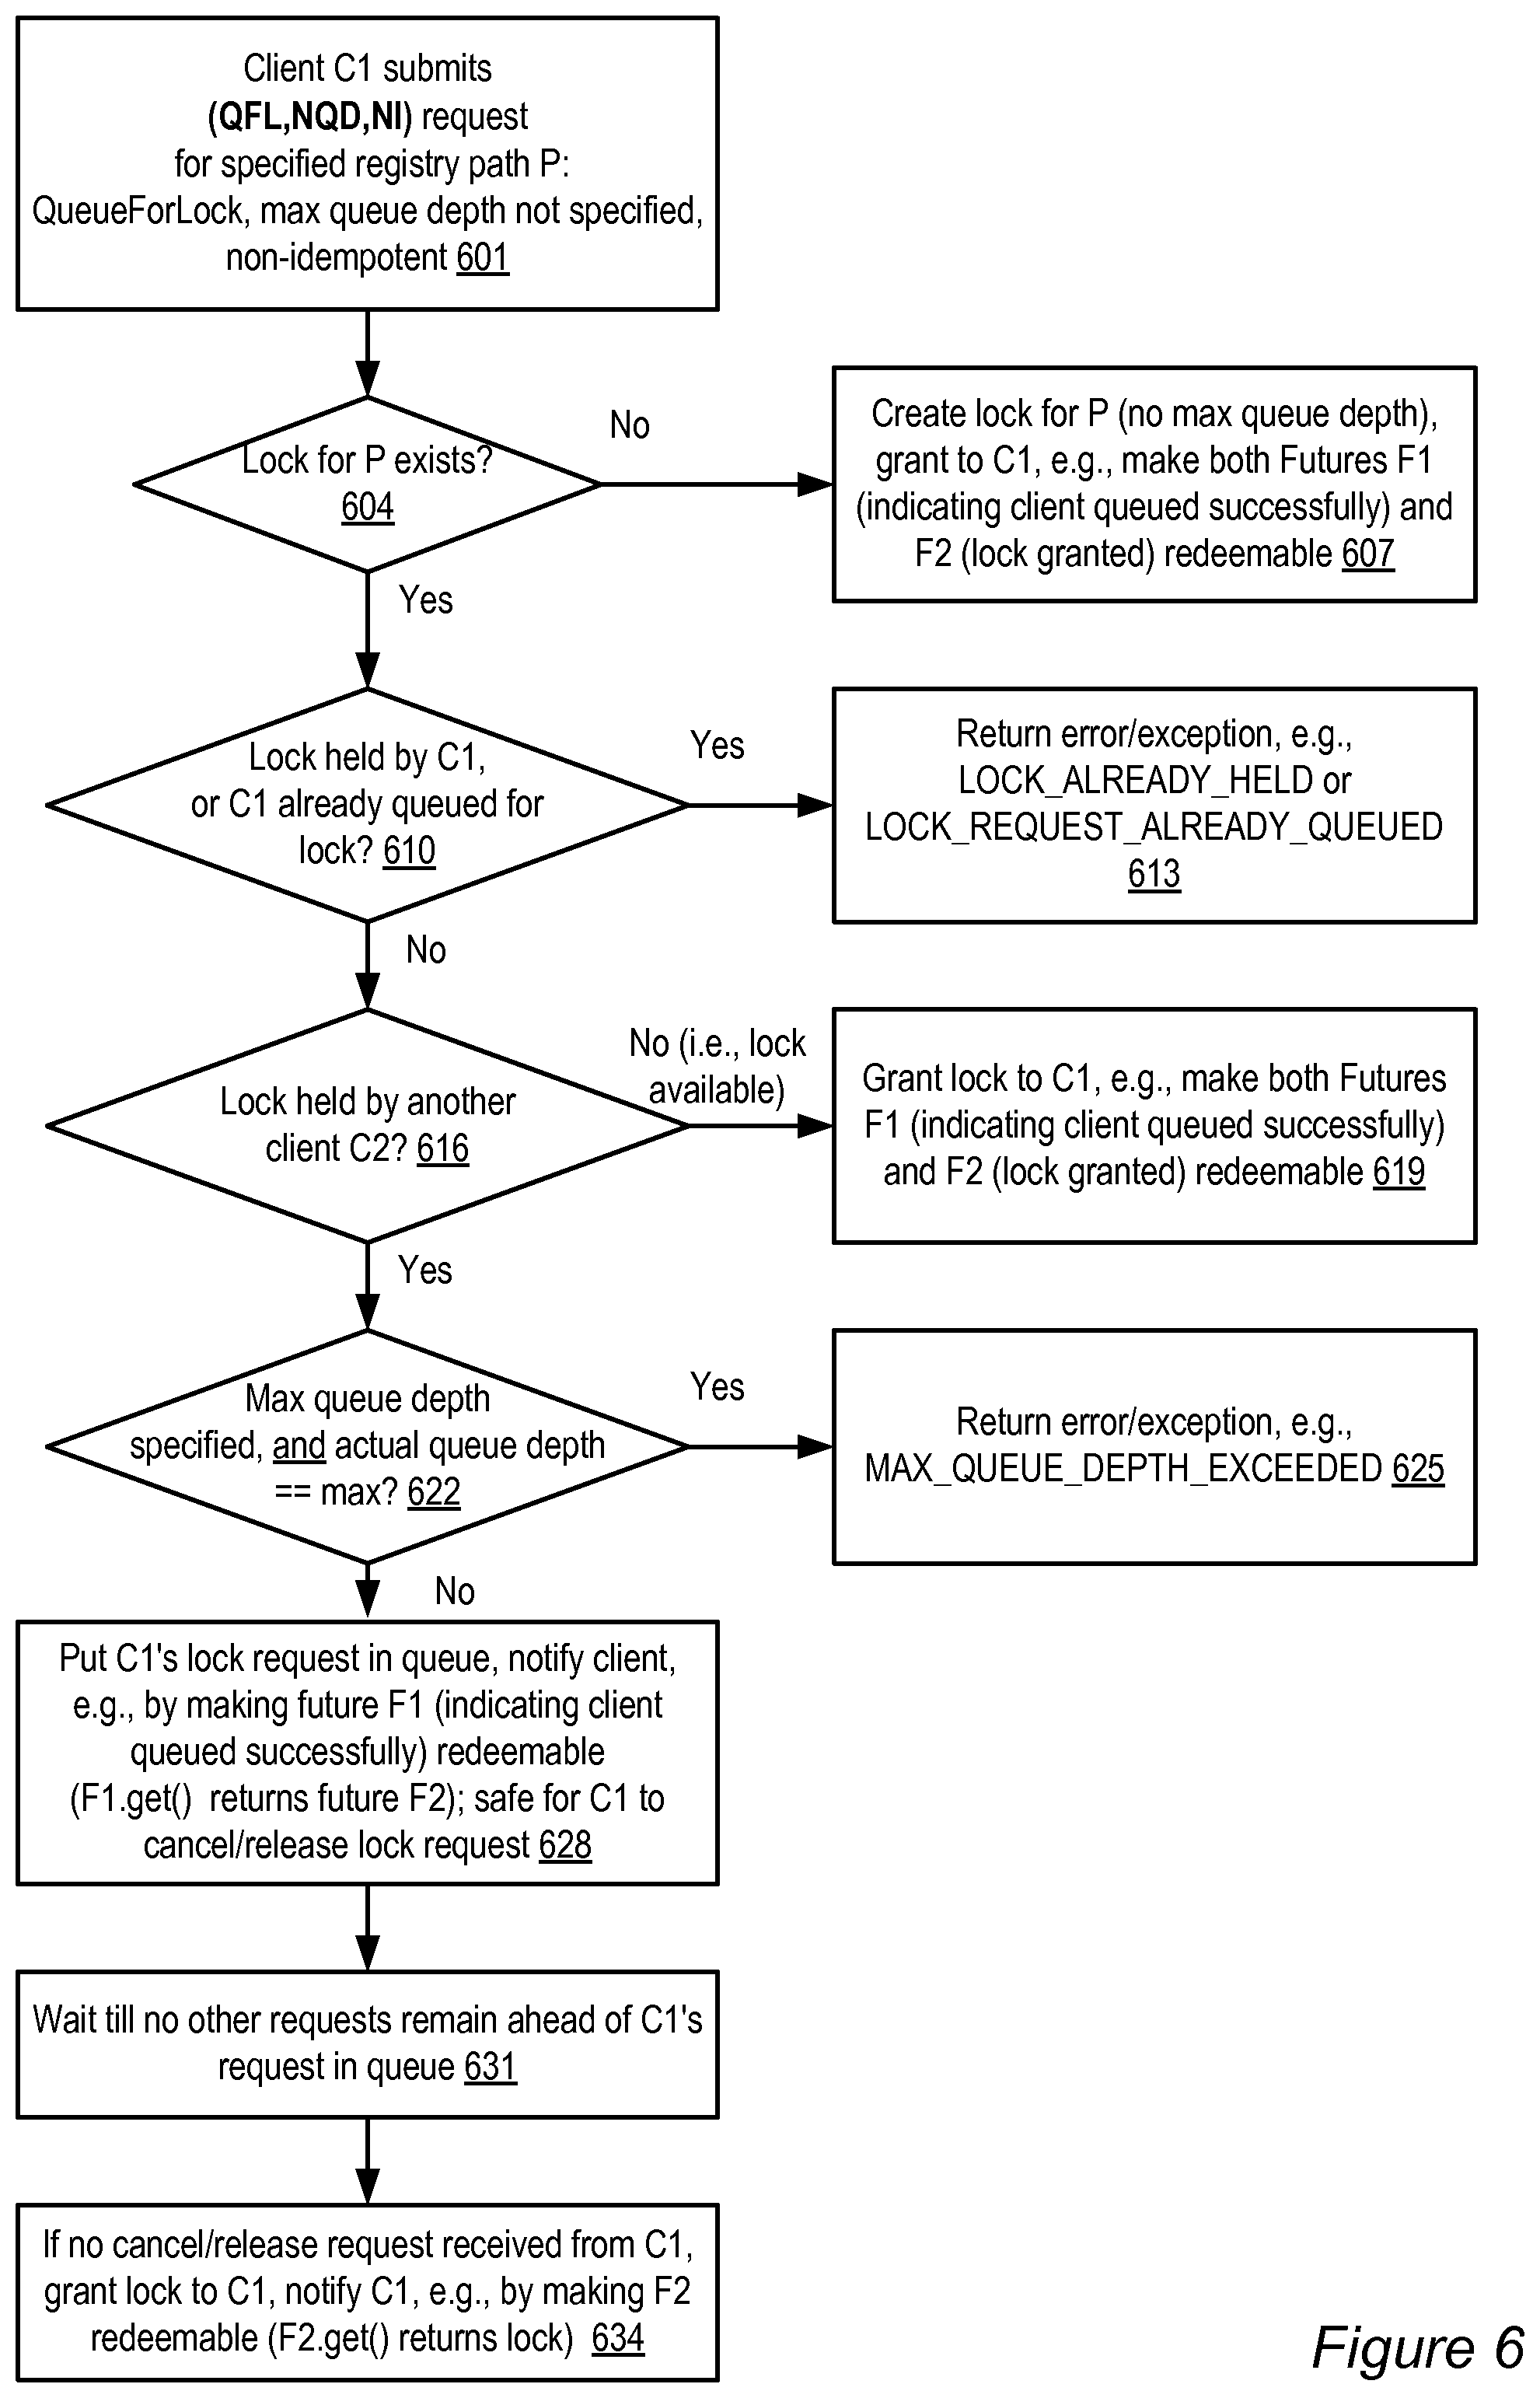 Client C1 submits
(QFL,NQD,NI) request
for specified registry path P:
QueueForLock, max queue depth not specified,
non-idempotent 601
Lock for P exists?
604
No
Create lock for P (no max queue depth),
grant to C1, e.g., make both Futures F1
(indicating client queued successfully) and
F2 (lock granted) redeemable 607
Yes
Lock held by C1,
or C1 already queued for
lock? 610
Yes
Return error/exception, e.g.,
LOCK_ALREADY_HELD or
LOCK_REQUEST_ALREADY_QUEUED
613
No
Lock held by another
client C2? 616
No (i.e., lock
available)
Grant lock to C1, e.g., make both Futures
F1 (indicating client queued successfully)
and F2 (lock granted) redeemable 619
Yes
Max queue depth
specified, and actual queue depth
== max? 622
Yes
Return error/exception, e.g.,
MAX_QUEUE_DEPTH_EXCEEDED 625
No
Put C1's lock request in queue, notify client,
e.g., by making future F1 (indicating client
queued successfully) redeemable
(F1.get() returns future F2); safe for C1 to
cancel/release lock request 628
Wait till no other requests remain ahead of C1's
request in queue 631
If no cancel/release request received from C1,
grant lock to C1, notify C1, e.g., by making F2
redeemable (F2.get() returns lock) 634
Figure 6